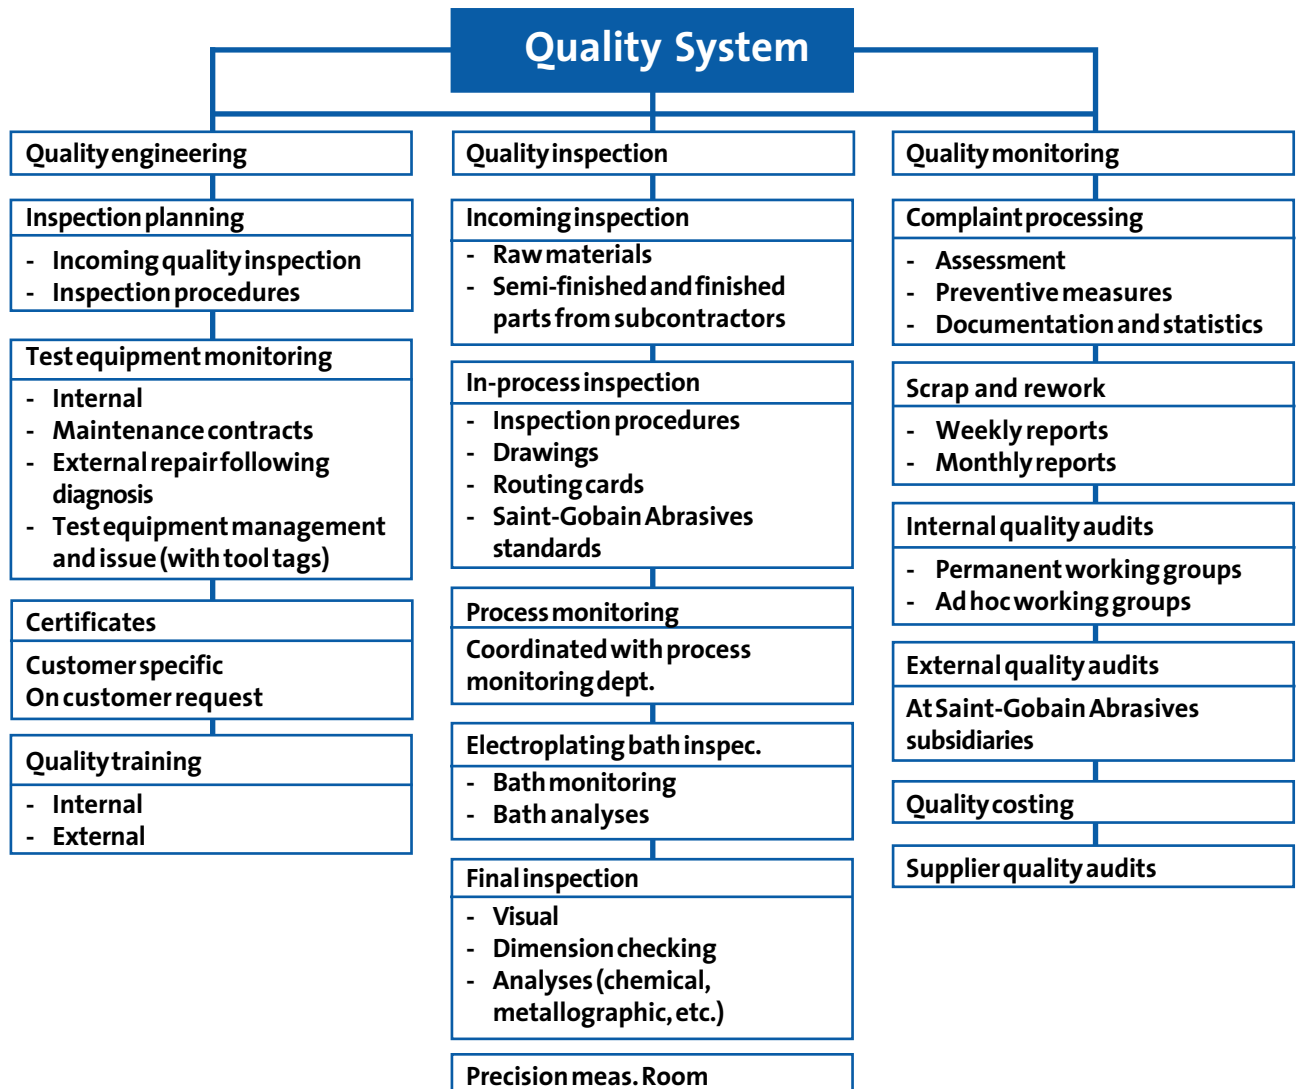 Quality System
Quality engineering
Inspection planning
- Incoming quality inspection
- Inspection procedures
Test equipment monitoring
- Internal
- Maintenance contracts
- External repair following
diagnosis
- Test equipment management
and issue (with tool tags)
Certificates
Customer specific
On customer request
Quality training
- Internal
- External
Quality inspection
Incoming inspection
- Raw materials
- Semi-finished and finished
parts from subcontractors
In-process inspection
- Inspection procedures
- Drawings
- Routing cards
- Saint-Gobain Abrasives
standards
Process monitoring
Coordinated with process
monitoring dept.
Electroplating bath inspec.
- Bath monitoring
- Bath analyses
Final inspection
- Visual
- Dimension checking
- Analyses (chemical,
metallographic, etc.)
Precision meas. Room
Quality monitoring
Complaint processing
- Assessment
- Preventive measures
- Documentation and statistics
Scrap and rework
- Weekly reports
- Monthly reports
Internal quality audits
- Permanent working groups
- Ad hoc working groups
External quality audits
At Saint-Gobain Abrasives
subsidiaries
Quality costing
Supplier quality audits